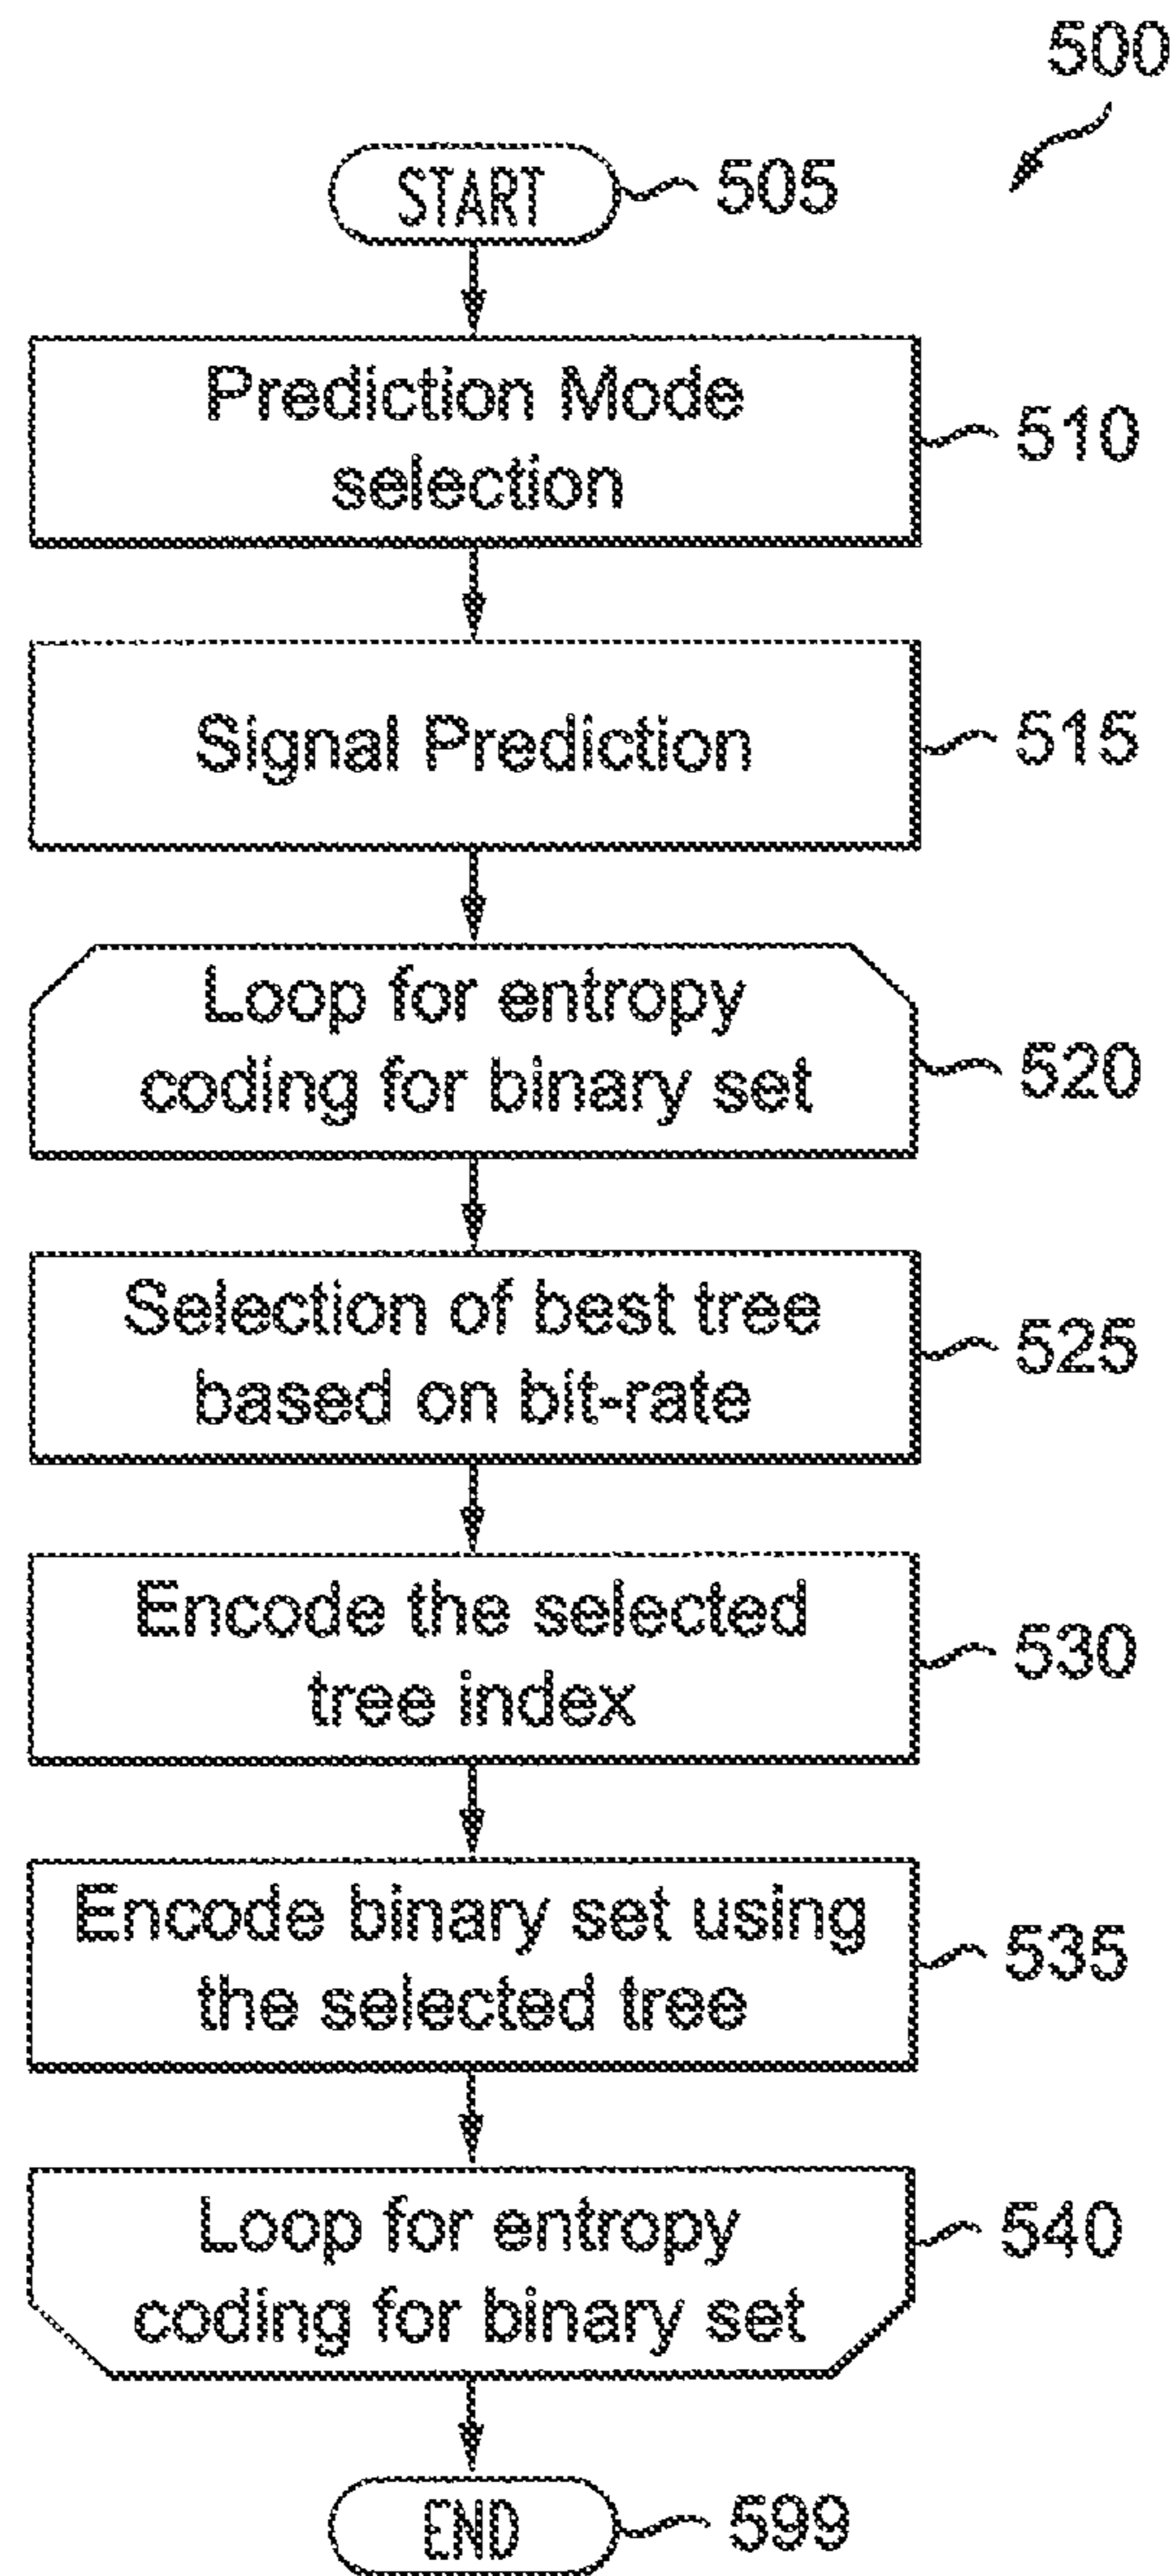 500
START
505
Prediction Mode
selection
510
Signal Prediction
515
Loop for entropy
coding for binary set
520
Selection of best tree
based on bit-rate
525
Encode the selected
tree index
530
Encode binary set using
the selected tree
535
Loop for entropy
coding for binary set
540
END
599